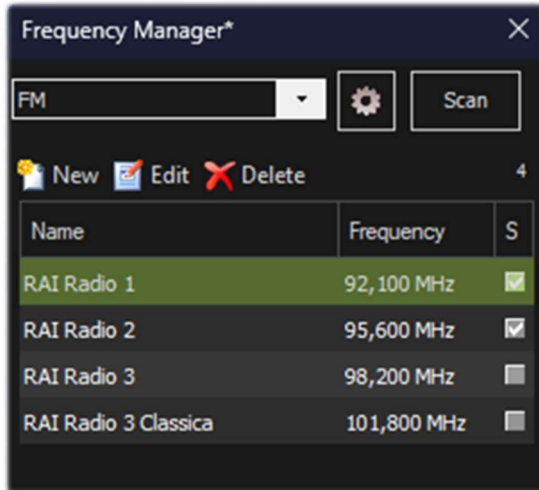 Frequency Manager*
FM
Scan
New Edit Delete 4
Name Frequency S
RAI Radio 1 92,100 MHz
RAI Radio 2 95,600 MHz
RAI Radio 3 98,200 MHz
RAI Radio 3 Classica 101,800 MHz